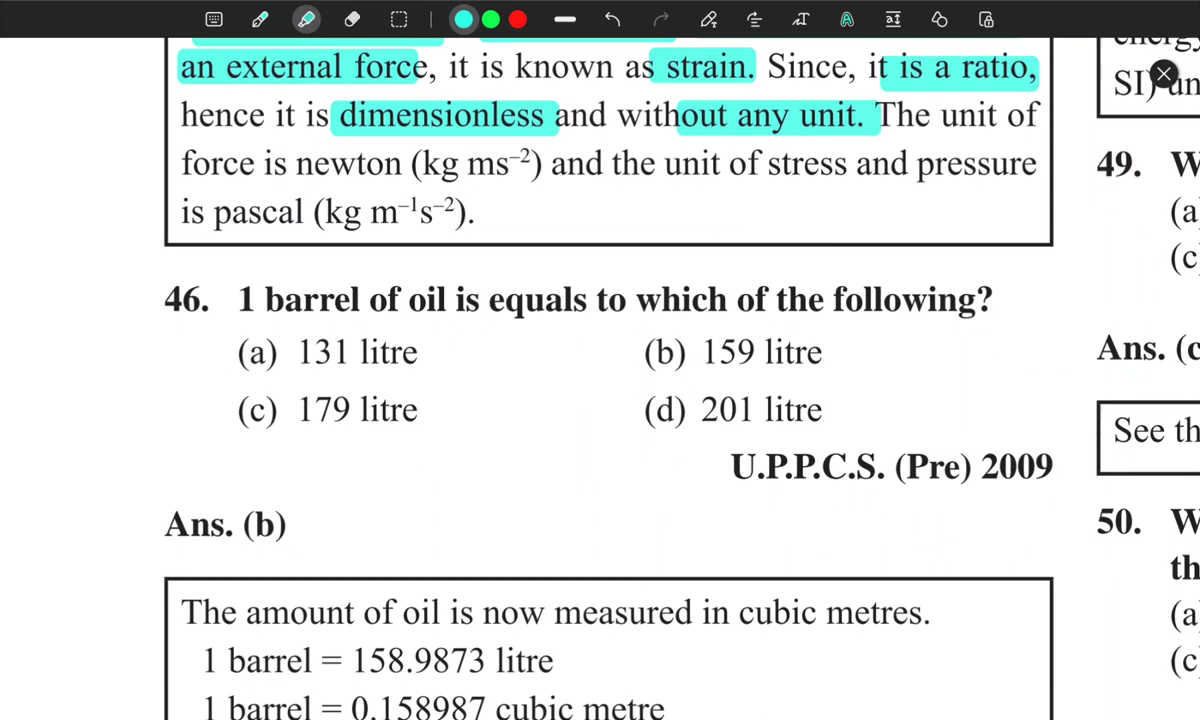 an external force, it is known as strain. Since, it is a ratio,
hence it is dimensionless and without any unit. The unit of
force is newton (kg ms⁻²) and the unit of stress and pressure
is pascal (kg m⁻¹s⁻²).
46. 1 barrel of oil is equals to which of the following?
(a) 131 litre (b) 159 litre
(c) 179 litre (d) 201 litre
U.P.P.C.S. (Pre) 2009
Ans. (b)
The amount of oil is now measured in cubic metres.
1 barrel = 158.9873 litre
1 barrel = 0.158987 cubic metre
SI)
49. W
(a)
(c
Ans. (c
See th
50. W
th
(a)
(c)